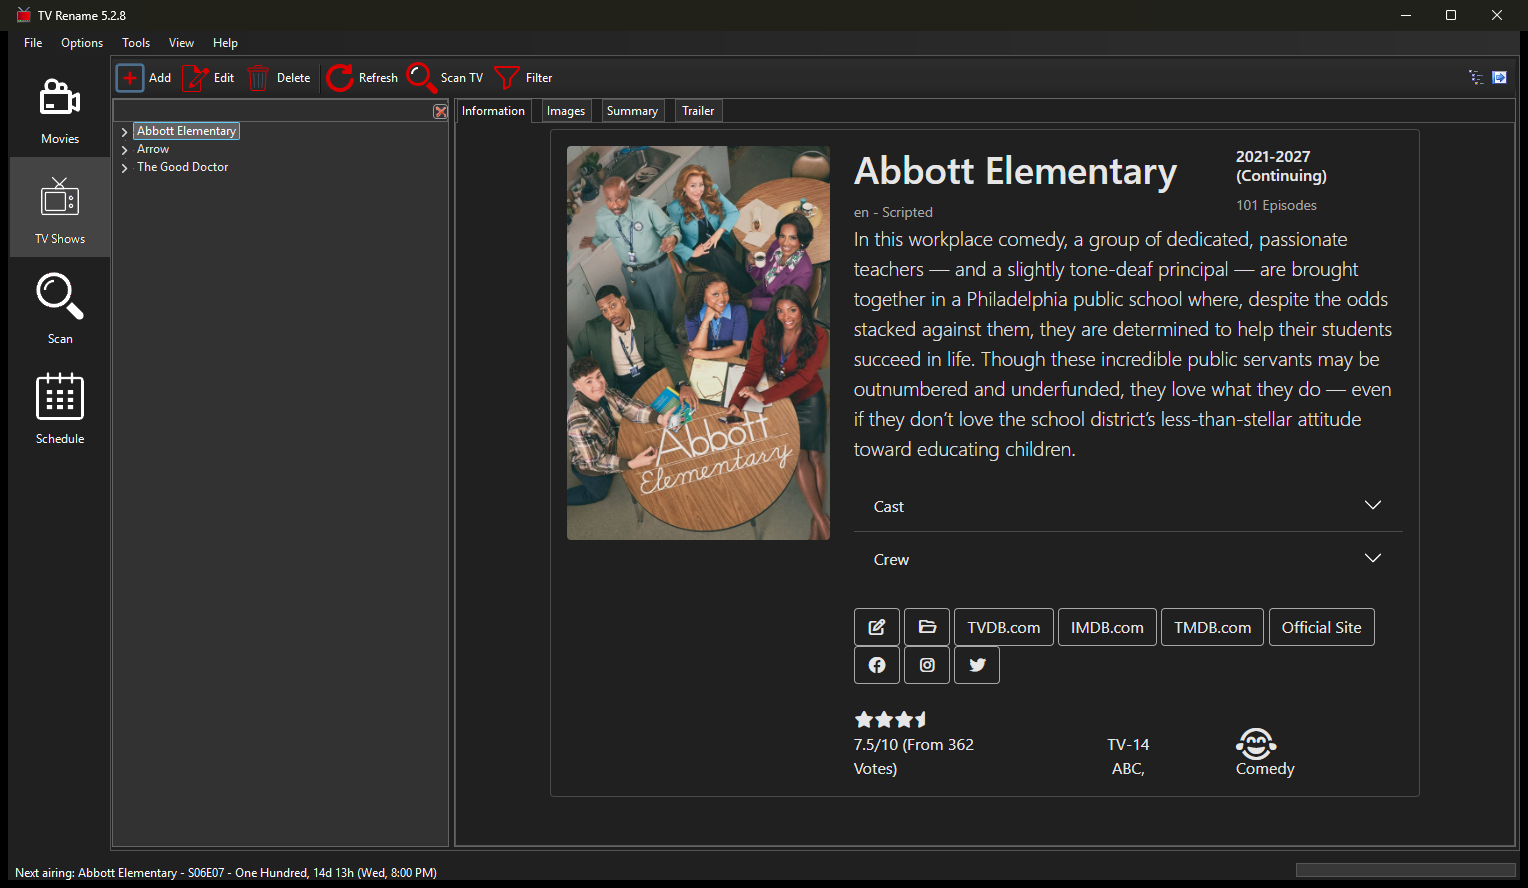 TV Rename 5.2.8
File Options Tools View Help
Add Edit Delete Refresh Scan TV Filter
Movies
TV Shows
Scan
Schedule
Abbott Elementary
Arrow
The Good Doctor
Information Images Summary Trailer
Abbott
Elementary
Abbott Elementary
2021-2027
(Continuing)
en - Scripted
101 Episodes
In this workplace comedy, a group of dedicated, passionate
teachers — and a slightly tone-deaf principal — are brought
together in a Philadelphia public school where, despite the odds
stacked against them, they are determined to help their students
succeed in life. Though these incredible public servants may be
outnumbered and underfunded, they love what they do — even
if they don’t love the school district’s less-than-stellar attitude
toward educating children.
Cast
Crew
TVDB.com IMDB.com TMDB.com Official Site
7.5/10 (From 362
Votes)
TV-14
ABC,
Comedy
Next airing: Abbott Elementary - S06E07 - One Hundred, 14d 13h (Wed, 8:00 PM)